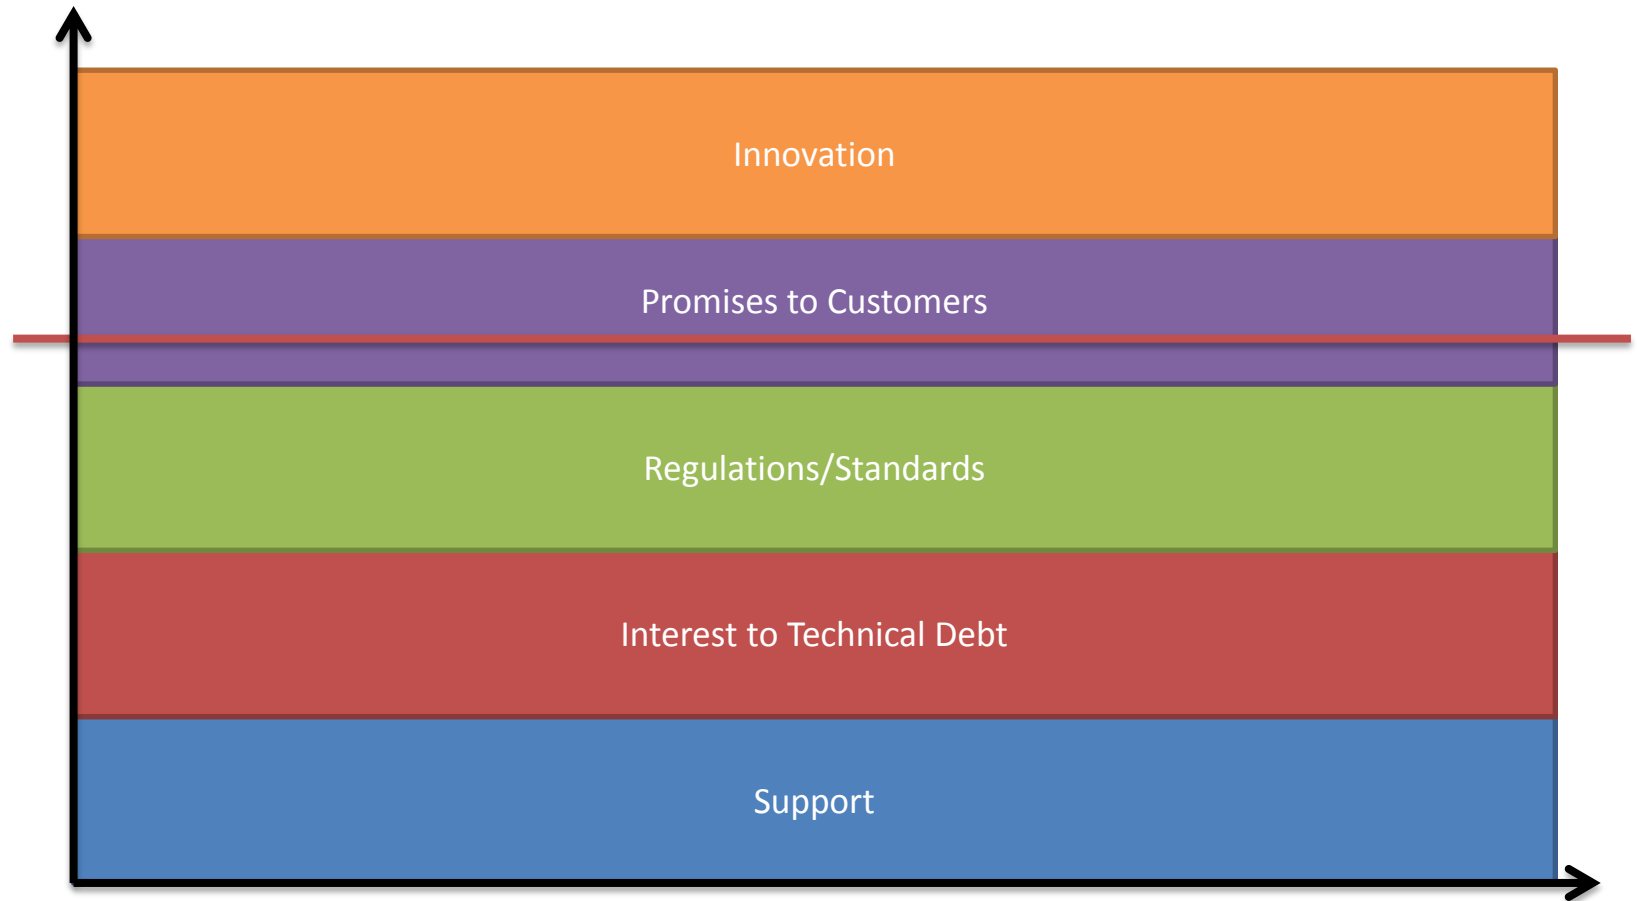 Innovation
Promises to Customers
Regulations/Standards
Interest to Technical Debt
Support